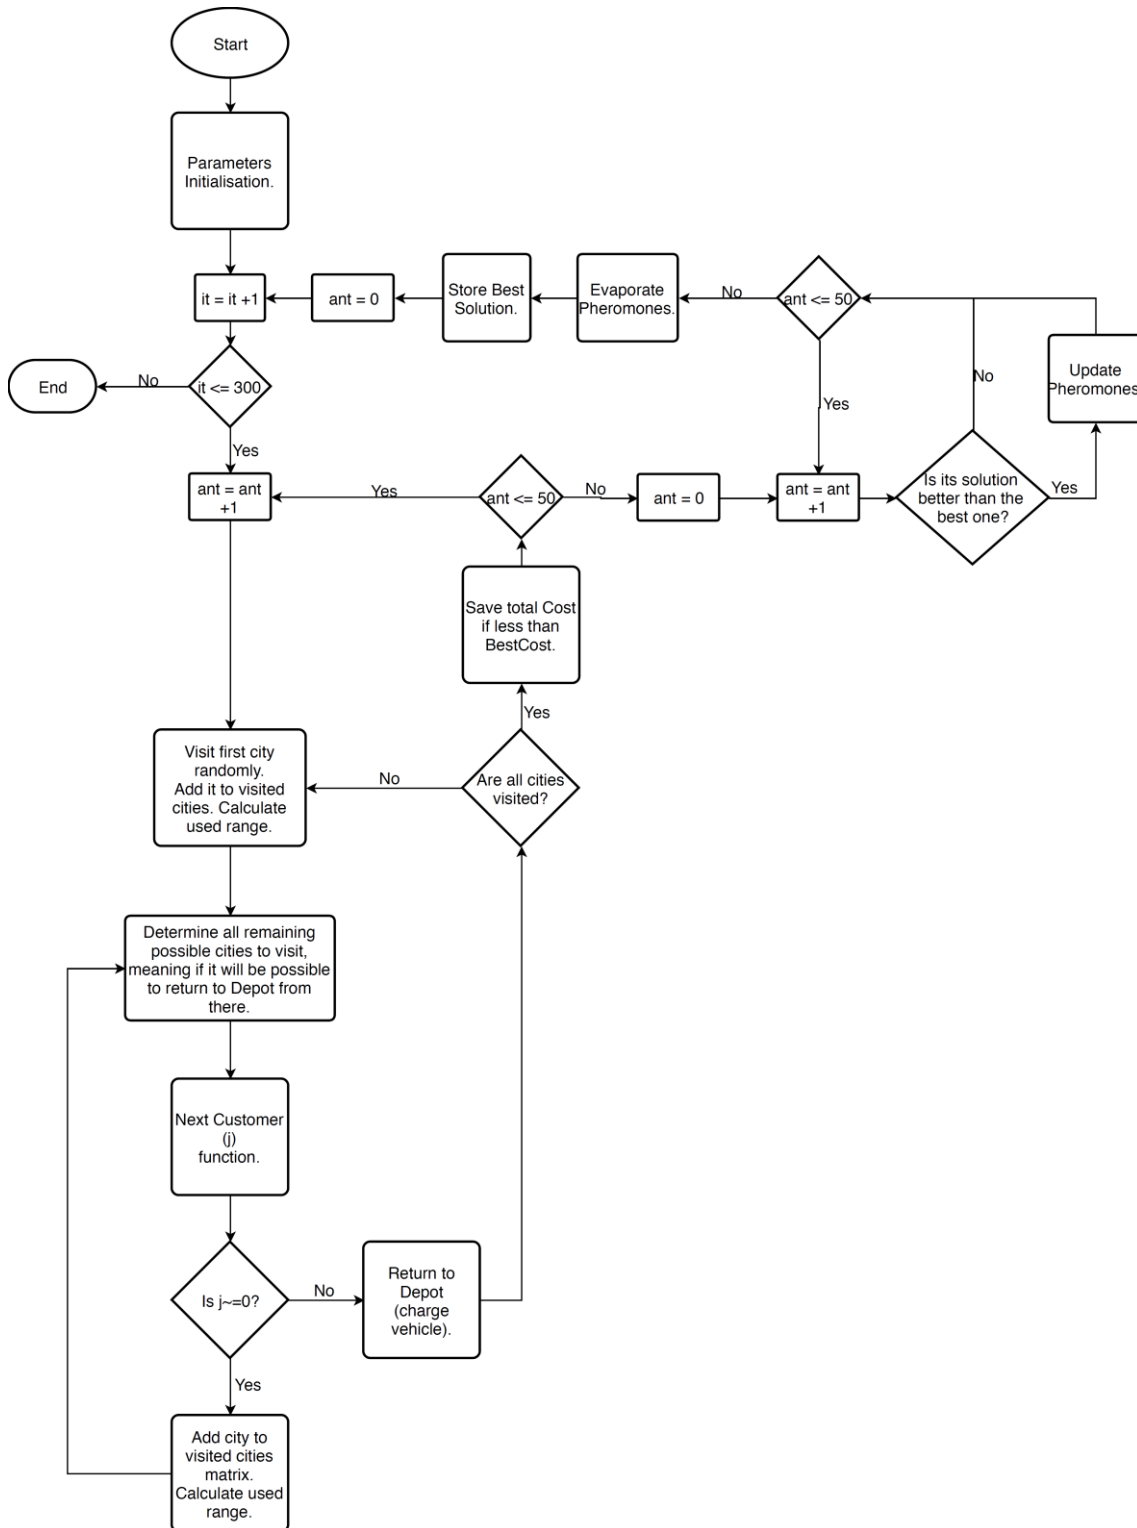 Start
Parameters
Initialisation.
it = it +1
ant = 0
Store Best
Solution.
Evaporate
Pheromones.
No
ant <= 50
Update
Pheromones
No
Yes
End
No
it <= 300
Yes
ant = ant
+1
Yes
ant <= 50
No
ant = 0
ant = ant
+1
Is its solution
better than the
best one?
Yes
Save total Cost
if less than
BestCost.
Yes
Visit first city
randomly.
Add it to visited
cities. Calculate
used range.
No
Are all cities
visited?
Determine all remaining
possible cities to visit,
meaning if it will be possible
to return to Depot from
there.
Next Customer
(j)
function.
Is j~=0?
No
Return to
Depot
(charge
vehicle).
Yes
Add city to
visited cities
matrix.
Calculate used
range.